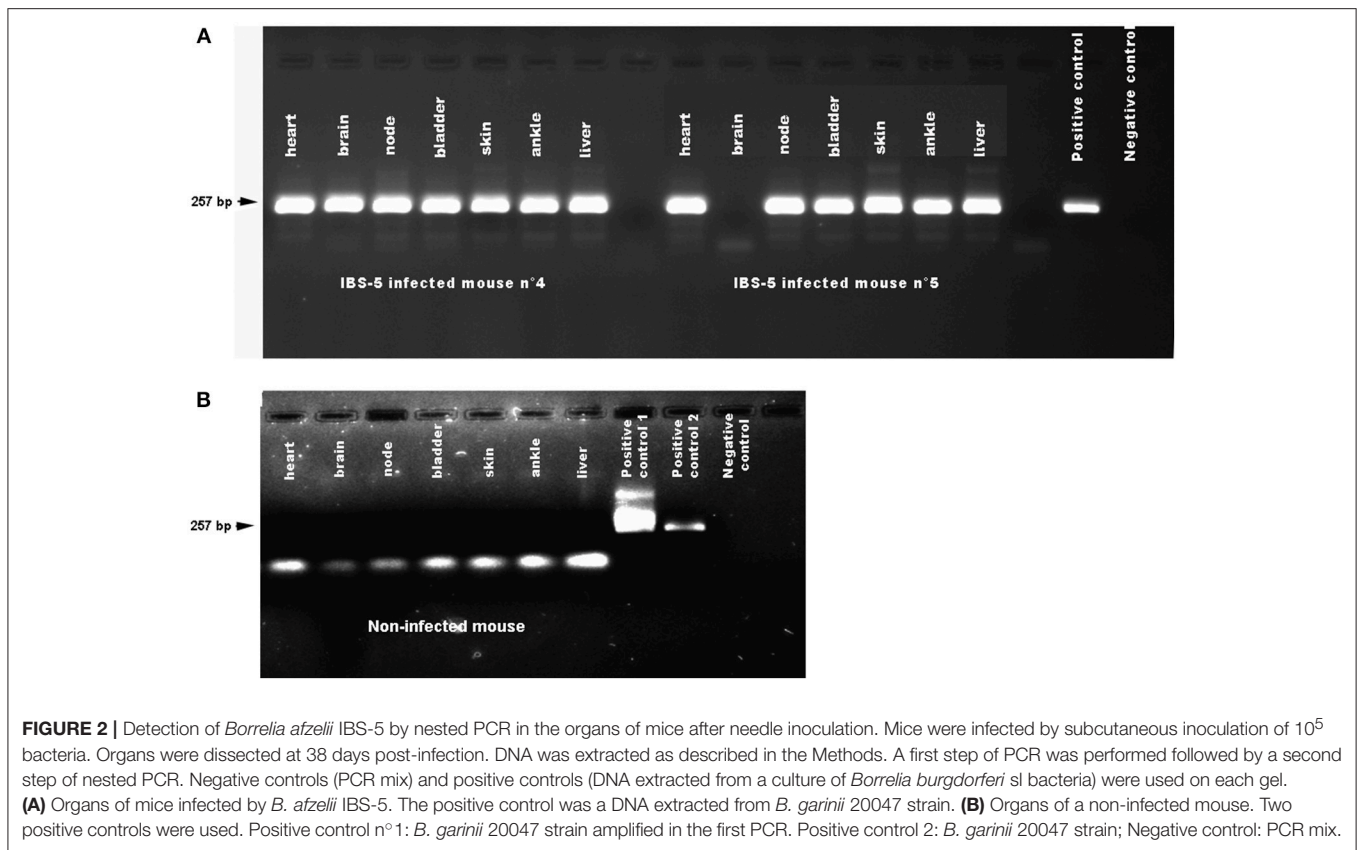 A
heart
brain
node
bladder
skin
ankle
liver
heart
brain
node
bladder
skin
ankle
liver
Positive control
Negative control
257 bp
IBS-5 infected mouse n°4
IBS-5 infected mouse n°5
B
heart
brain
node
bladder
skin
ankle
liver
Positive
control 1
Positive
control 2
Negative
control
257 bp
Non-infected mouse
FIGURE 2 | Detection of Borrelia afzelii IBS-5 by nested PCR in the organs of mice after needle inoculation. Mice were infected by subcutaneous inoculation of 10⁵
bacteria. Organs were dissected at 38 days post-infection. DNA was extracted as described in the Methods. A first step of PCR was performed followed by a second
step of nested PCR. Negative controls (PCR mix) and positive controls (DNA extracted from a culture of Borrelia burgdorferi sl bacteria) were used on each gel.
(A) Organs of mice infected by B. afzelii IBS-5. The positive control was a DNA extracted from B. garinii 20047 strain. (B) Organs of a non-infected mouse. Two
positive controls were used. Positive control n°1: B. garinii 20047 strain amplified in the first PCR. Positive control 2: B. garinii 20047 strain; Negative control: PCR mix.